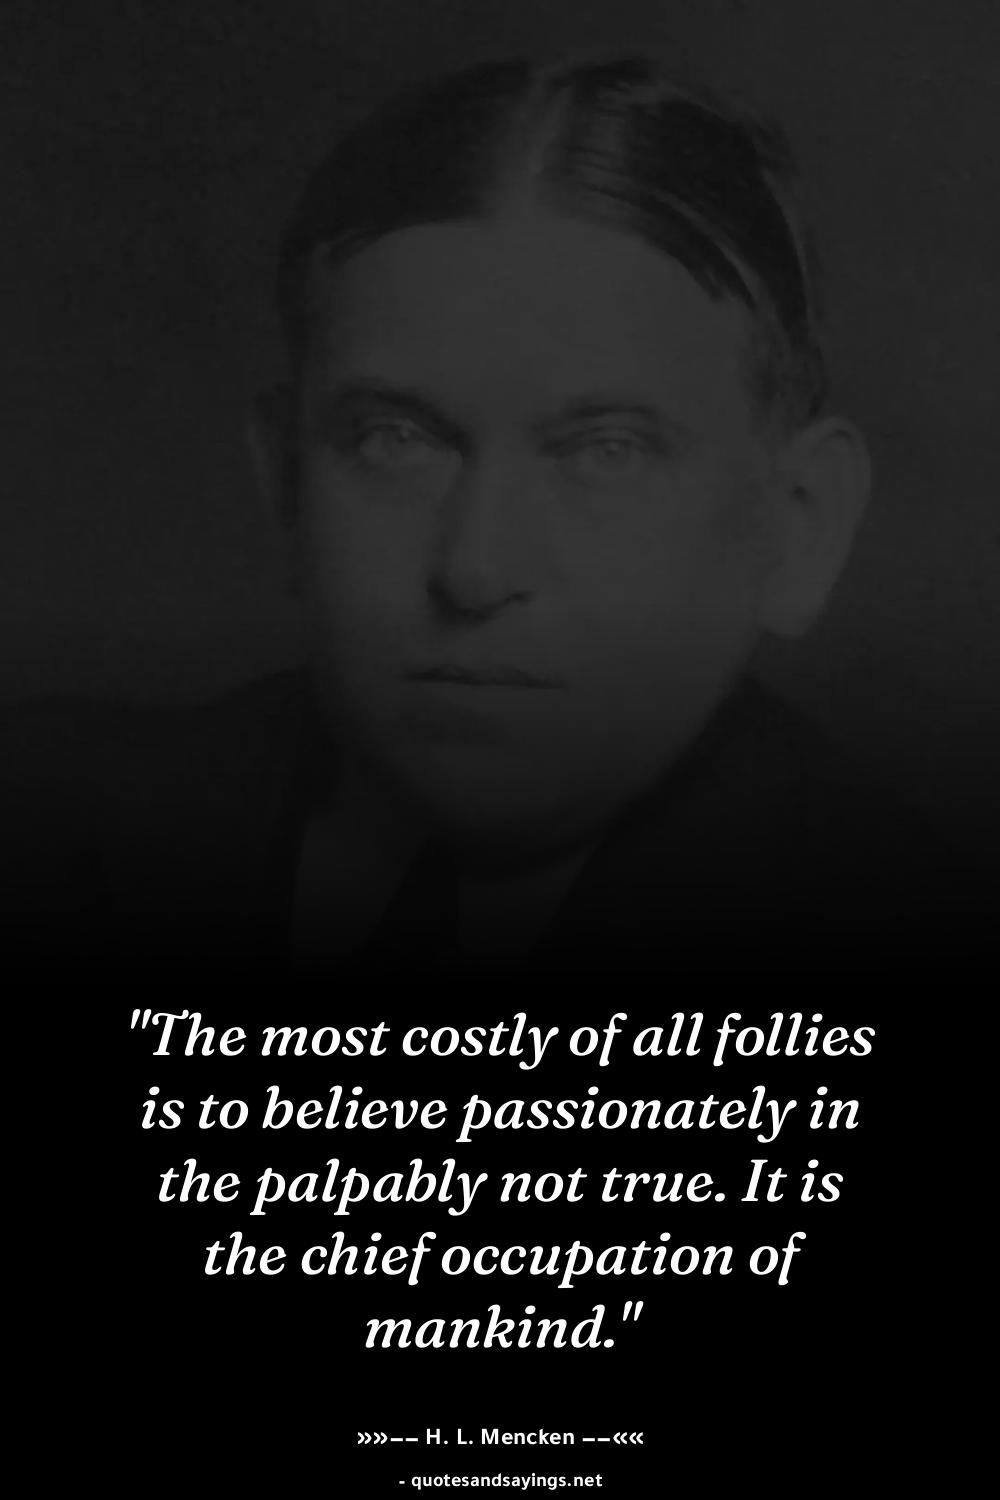 "The most costly of all follies
is to believe passionately in
the palpably not true. It is
the chief occupation of
mankind."
»»−− H. L. Mencken −−««
- quotesandsayings.net